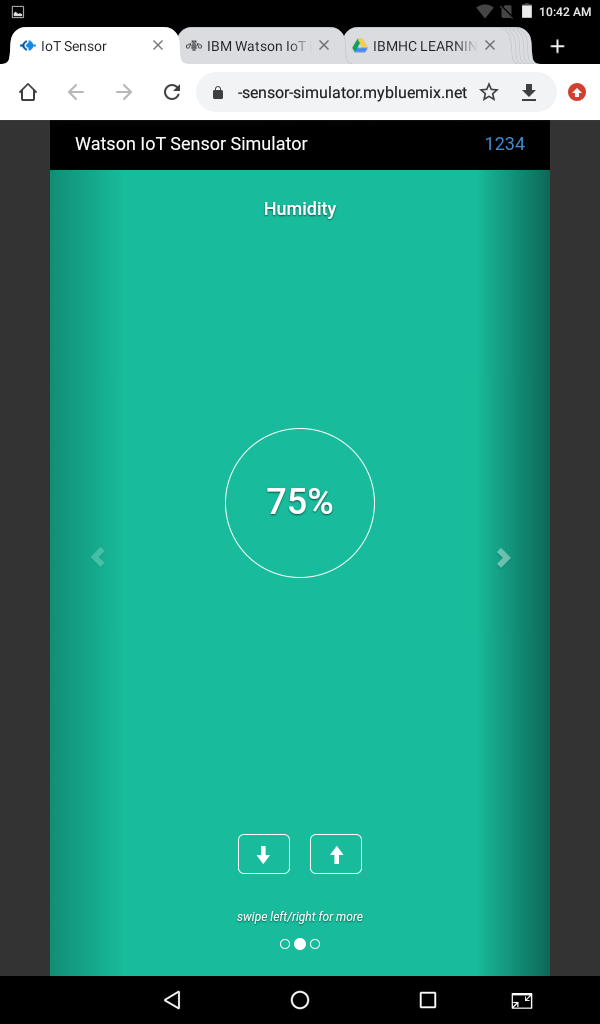 10:42 AM
IoT Sensor
IBM Watson IoT
IBMHC LEARNIN
-sensor-simulator.mybluemix.net
Watson IoT Sensor Simulator
1234
Humidity
75%
swipe left/right for more